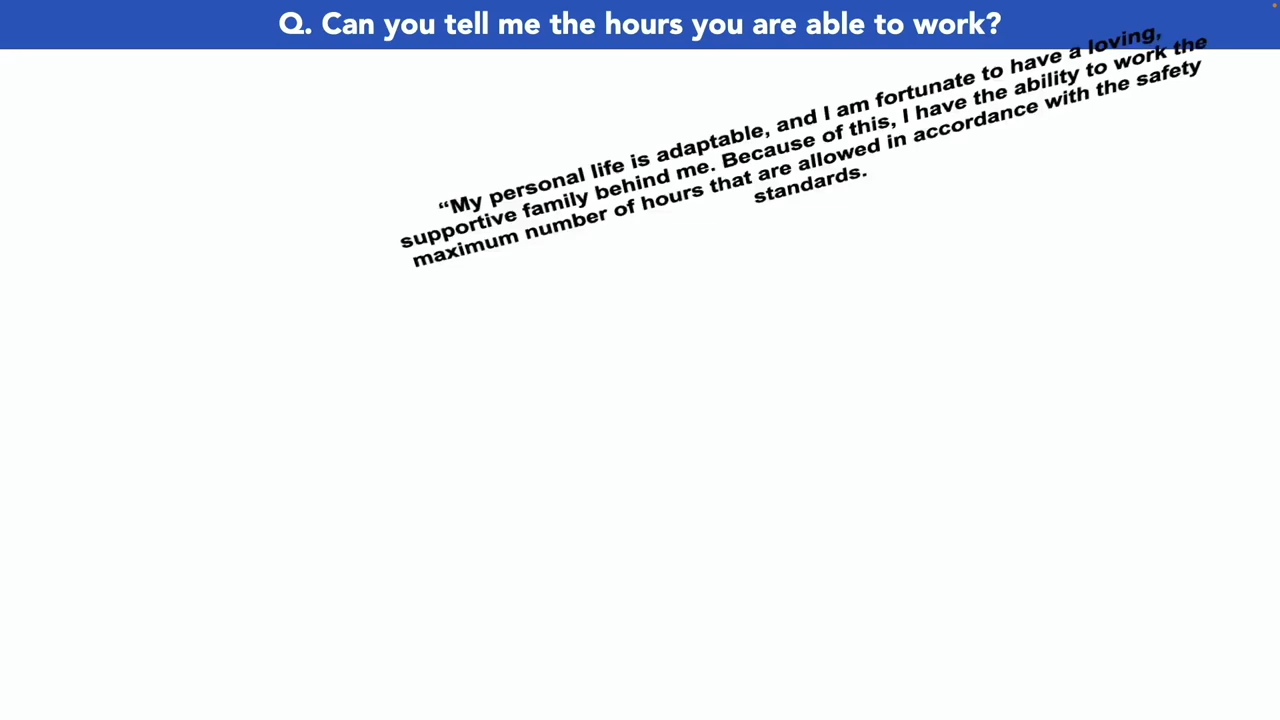 Q. Can you tell me the hours you are able to work?
“My personal life is adaptable, and I am fortunate to have a loving,
supportive family behind me. Because of this, I have the ability to work the
maximum number of hours that are allowed in accordance with the safety
standards.